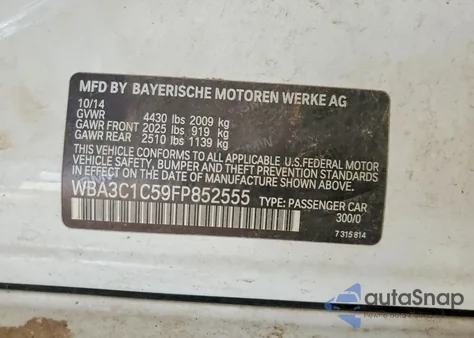 MFD BY BAYERISCHE MOTOREN WERKE AG
10/14
GVWR 4430 lbs 2009 kg
GAWR FRONT 2025 lbs 919 kg
GAWR REAR 2510 lbs 1139 kg
THIS VEHICLE CONFORMS TO ALL APPLICABLE U.S. FEDERAL MOTOR
VEHICLE SAFETY, BUMPER, AND THEFT PREVENTION STANDARDS
IN EFFECT ON THE DATE OF MANUFACTURE SHOWN ABOVE.
WBA3C1C59FP852555 TYPE: PASSENGER CAR
300/0
7 315 814
autoSnap